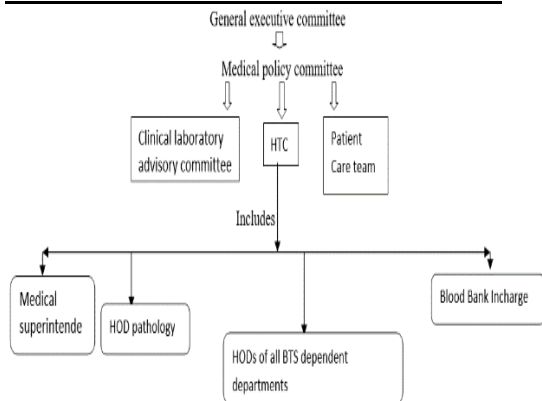 General executive committee
Medical policy committee
Clinical laboratory
advisory committee
HTC
Patient
Care team
Includes
Medical
superintende
HOD pathology
HODs of all BTS dependent
departments
Blood Bank Incharge